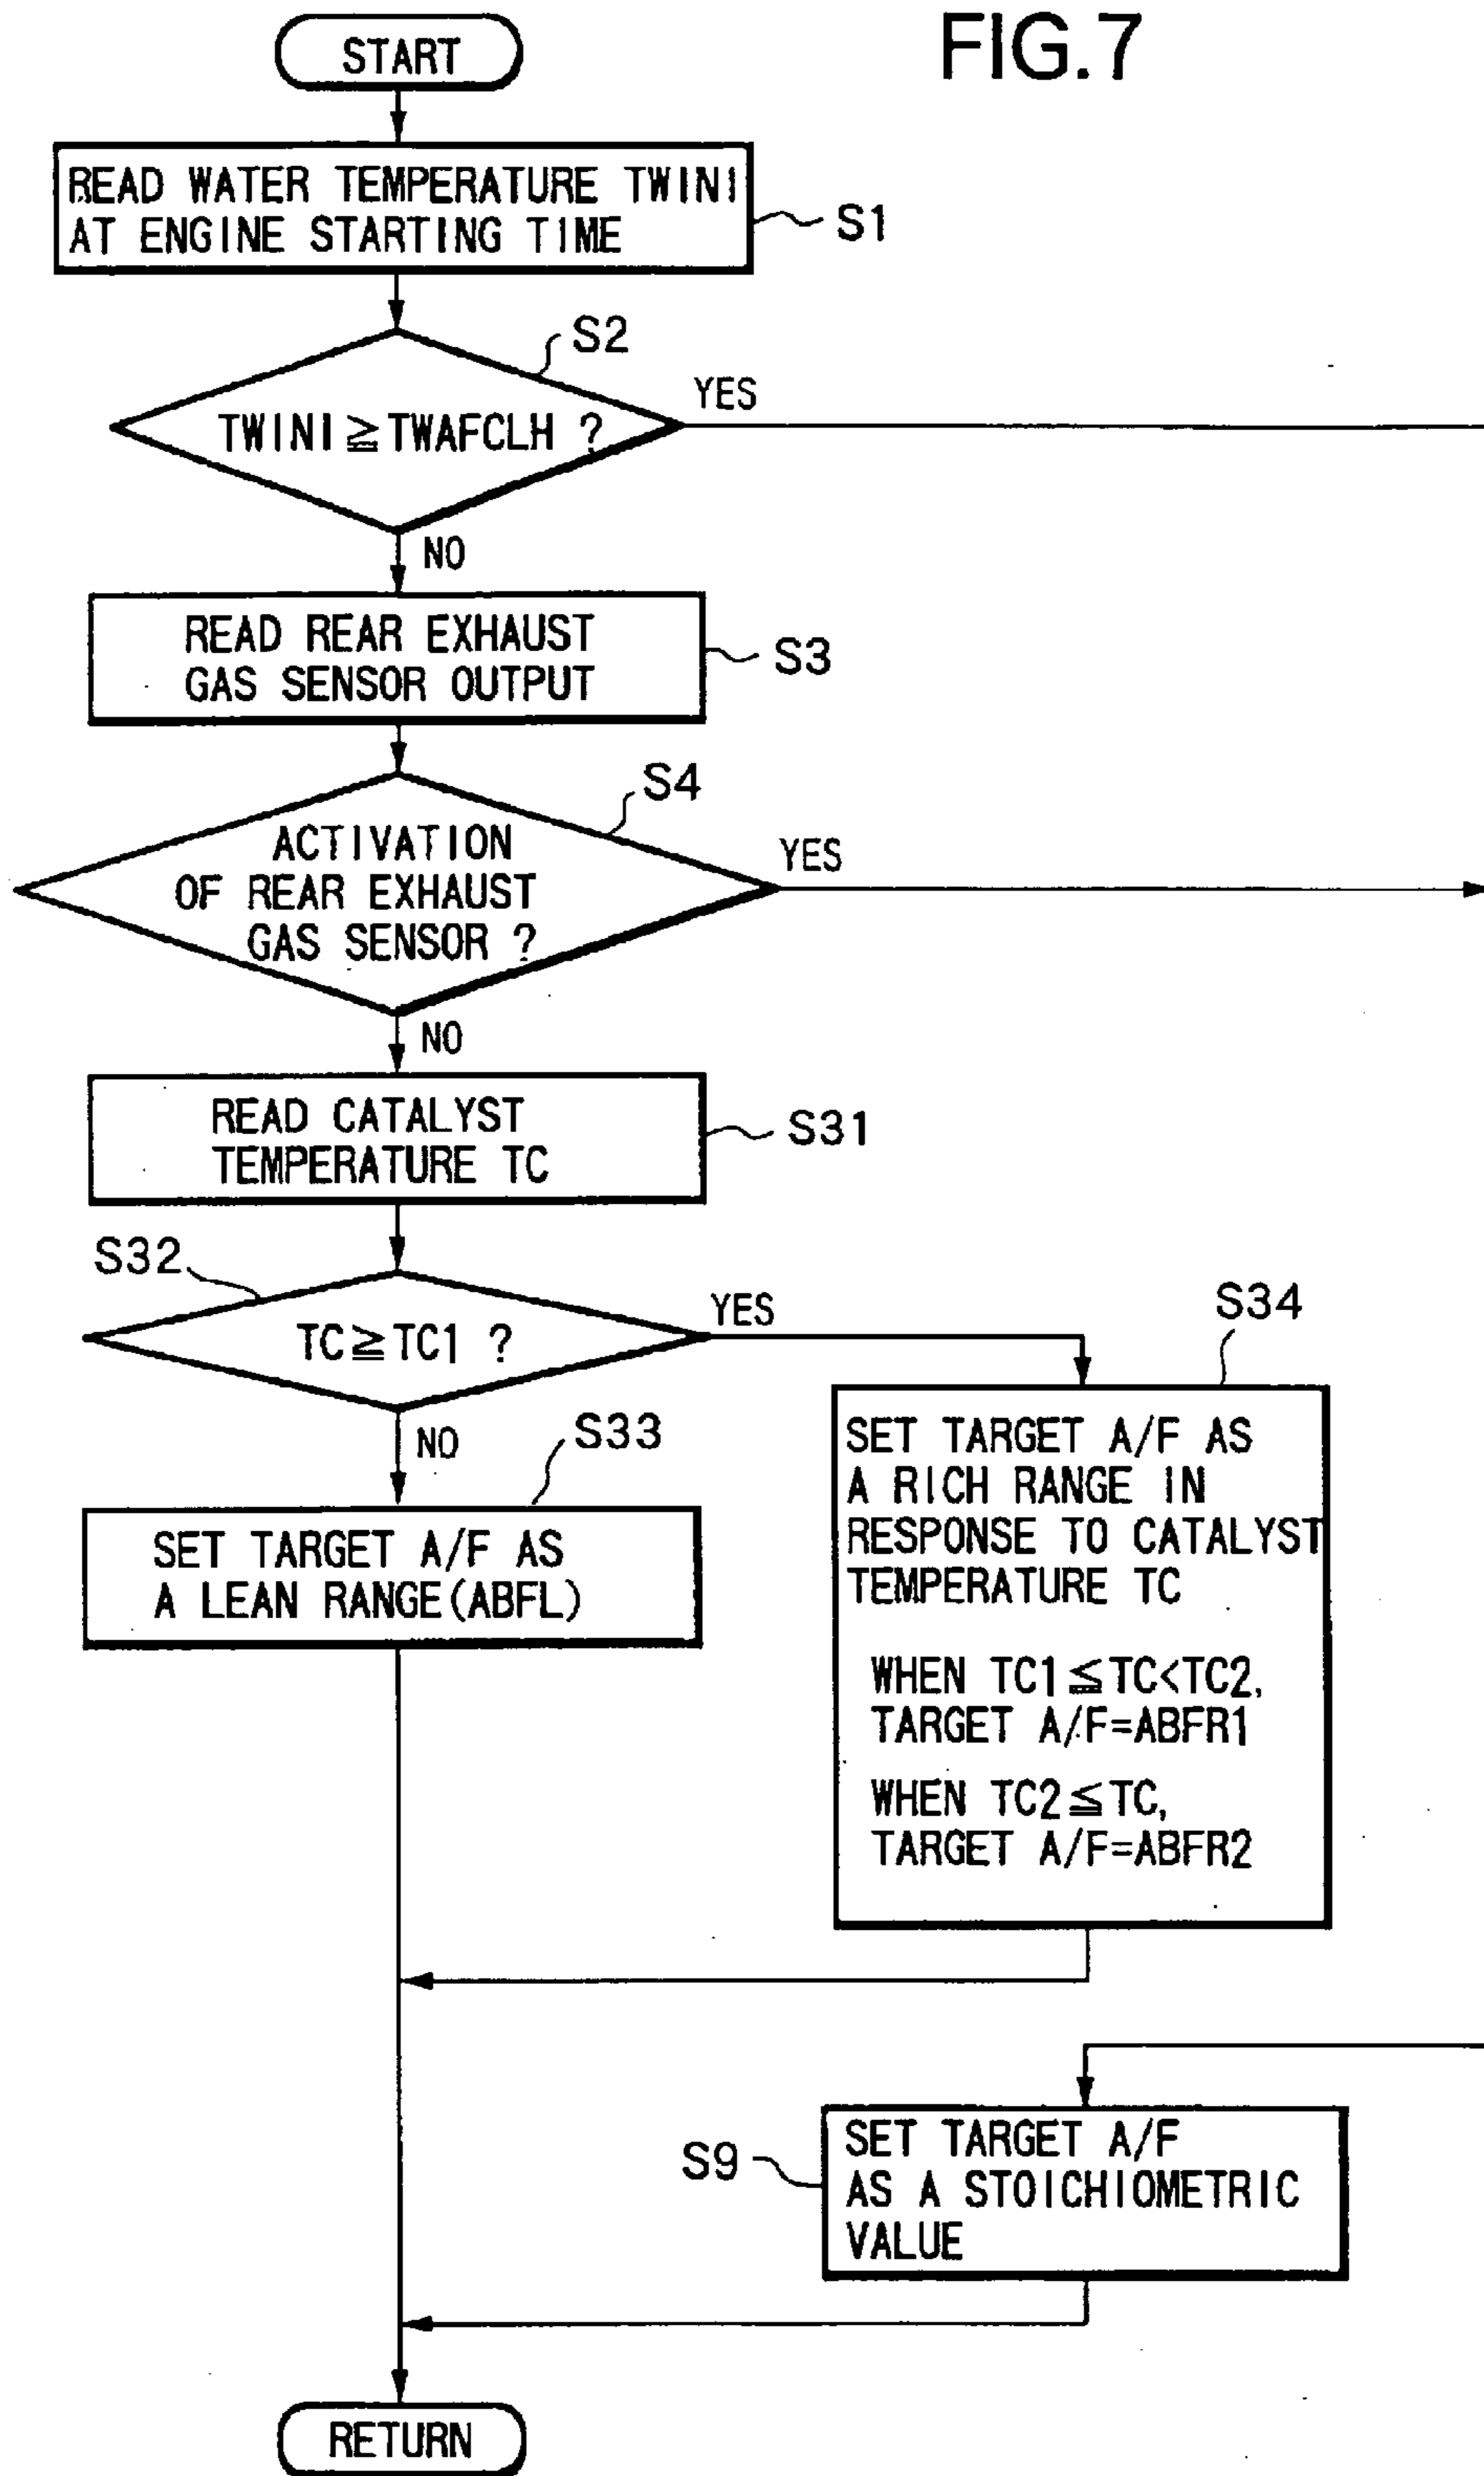 FIG.7
START
READ WATER TEMPERATURE TWINI
AT ENGINE STARTING TIME
S1
S2
TWINI≧TWAFCLH ?
YES
NO
READ REAR EXHAUST
GAS SENSOR OUTPUT
S3
S4
ACTIVATION
OF REAR EXHAUST
GAS SENSOR ?
YES
NO
READ CATALYST
TEMPERATURE TC
S31
S32
TC≧TC1 ?
YES
NO
S33
SET TARGET A/F AS
A LEAN RANGE(ABFL)
S34
SET TARGET A/F AS
A RICH RANGE IN
RESPONSE TO CATALYST
TEMPERATURE TC
WHEN TC1≦TC<TC2,
TARGET A/F=ABFR1
WHEN TC2≦TC,
TARGET A/F=ABFR2
S9
SET TARGET A/F
AS A STOICHIOMETRIC
VALUE
RETURN